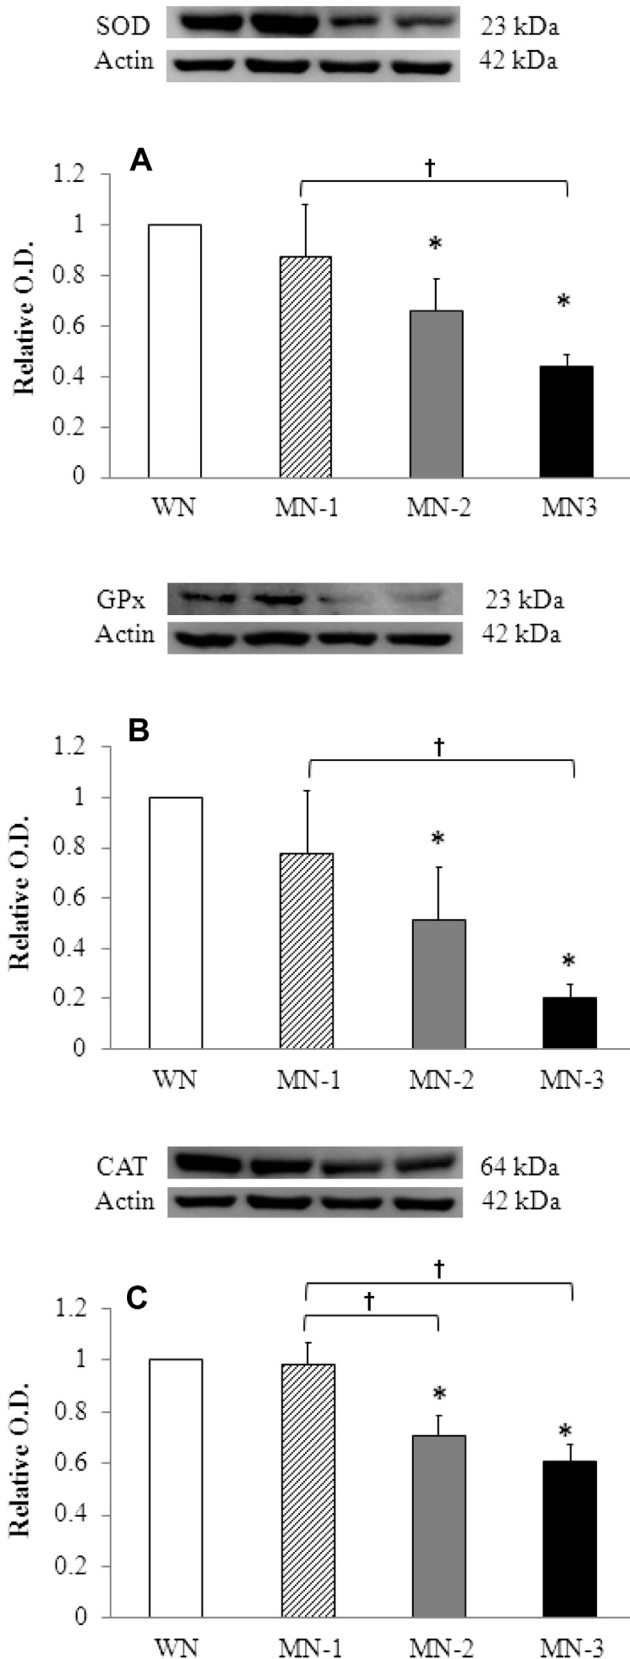 SOD 23 kDa
Actin 42 kDa
A
†
1.2
1
0.8
0.6
0.4
0.2
0
Relative O.D.
*
*
WN MN-1 MN-2 MN3
GPx 23 kDa
Actin 42 kDa
B
†
1.2
1
0.8
0.6
0.4
0.2
0
Relative O.D.
*
*
WN MN-1 MN-2 MN-3
CAT 64 kDa
Actin 42 kDa
C
†
†
1.2
1
0.8
0.6
0.4
0.2
0
Relative O.D.
*
*
WN MN-1 MN-2 MN-3